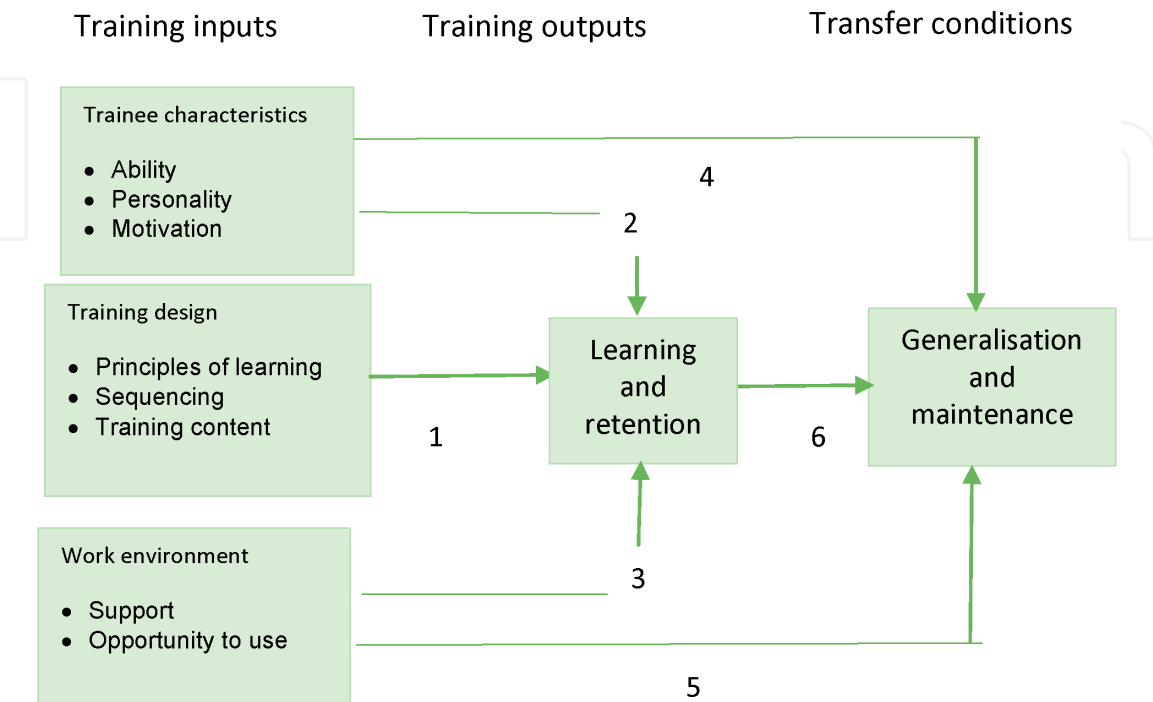 Training inputs
Training outputs
Transfer conditions
Trainee characteristics
• Ability
• Personality
• Motivation
4
2
Training design
• Principles of learning
• Sequencing
• Training content
1
Learning
and
retention
6
Generalisation
and
maintenance
Work environment
• Support
• Opportunity to use
3
5